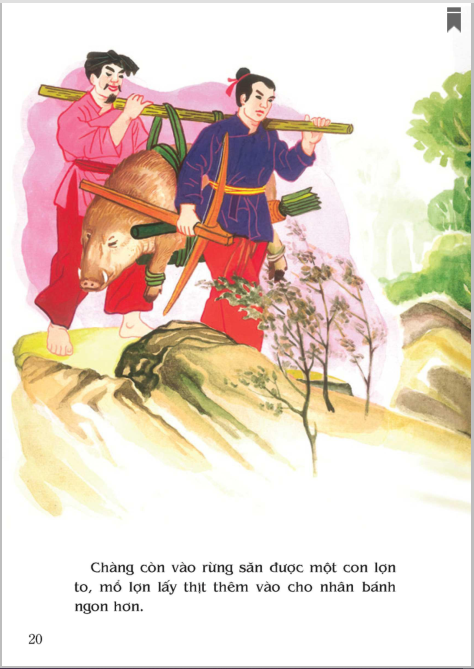 Chàng còn vào rừng săn được một con lợn
to, mổ lợn lấy thịt thêm vào cho nhân bánh
ngon hơn.
20